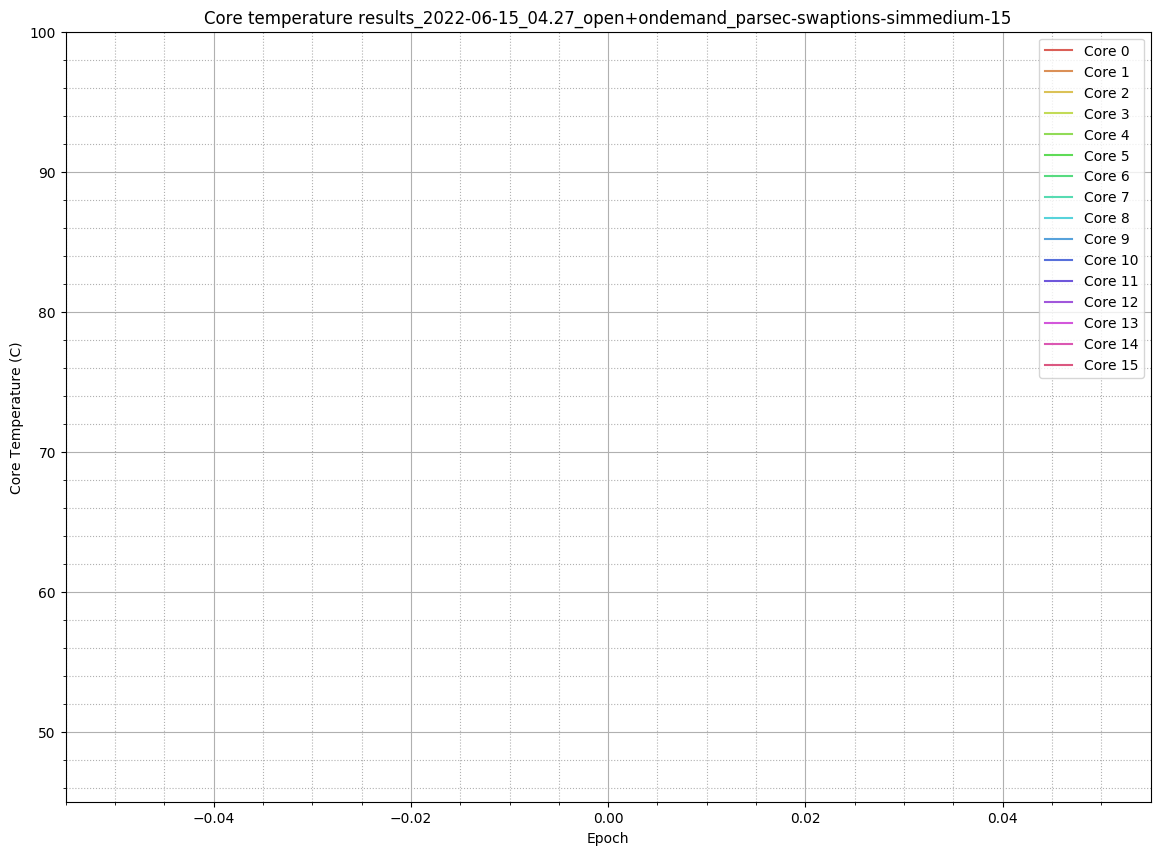 Core temperature results_2022-06-15_04.27_open+ondemand_parsec-swaptions-simmedium-15
100
90
80
70
60
50
Core Temperature (C)
Core 0
Core 1
Core 2
Core 3
Core 4
Core 5
Core 6
Core 7
Core 8
Core 9
Core 10
Core 11
Core 12
Core 13
Core 14
Core 15
−0.04 −0.02 0.00 0.02 0.04
Epoch